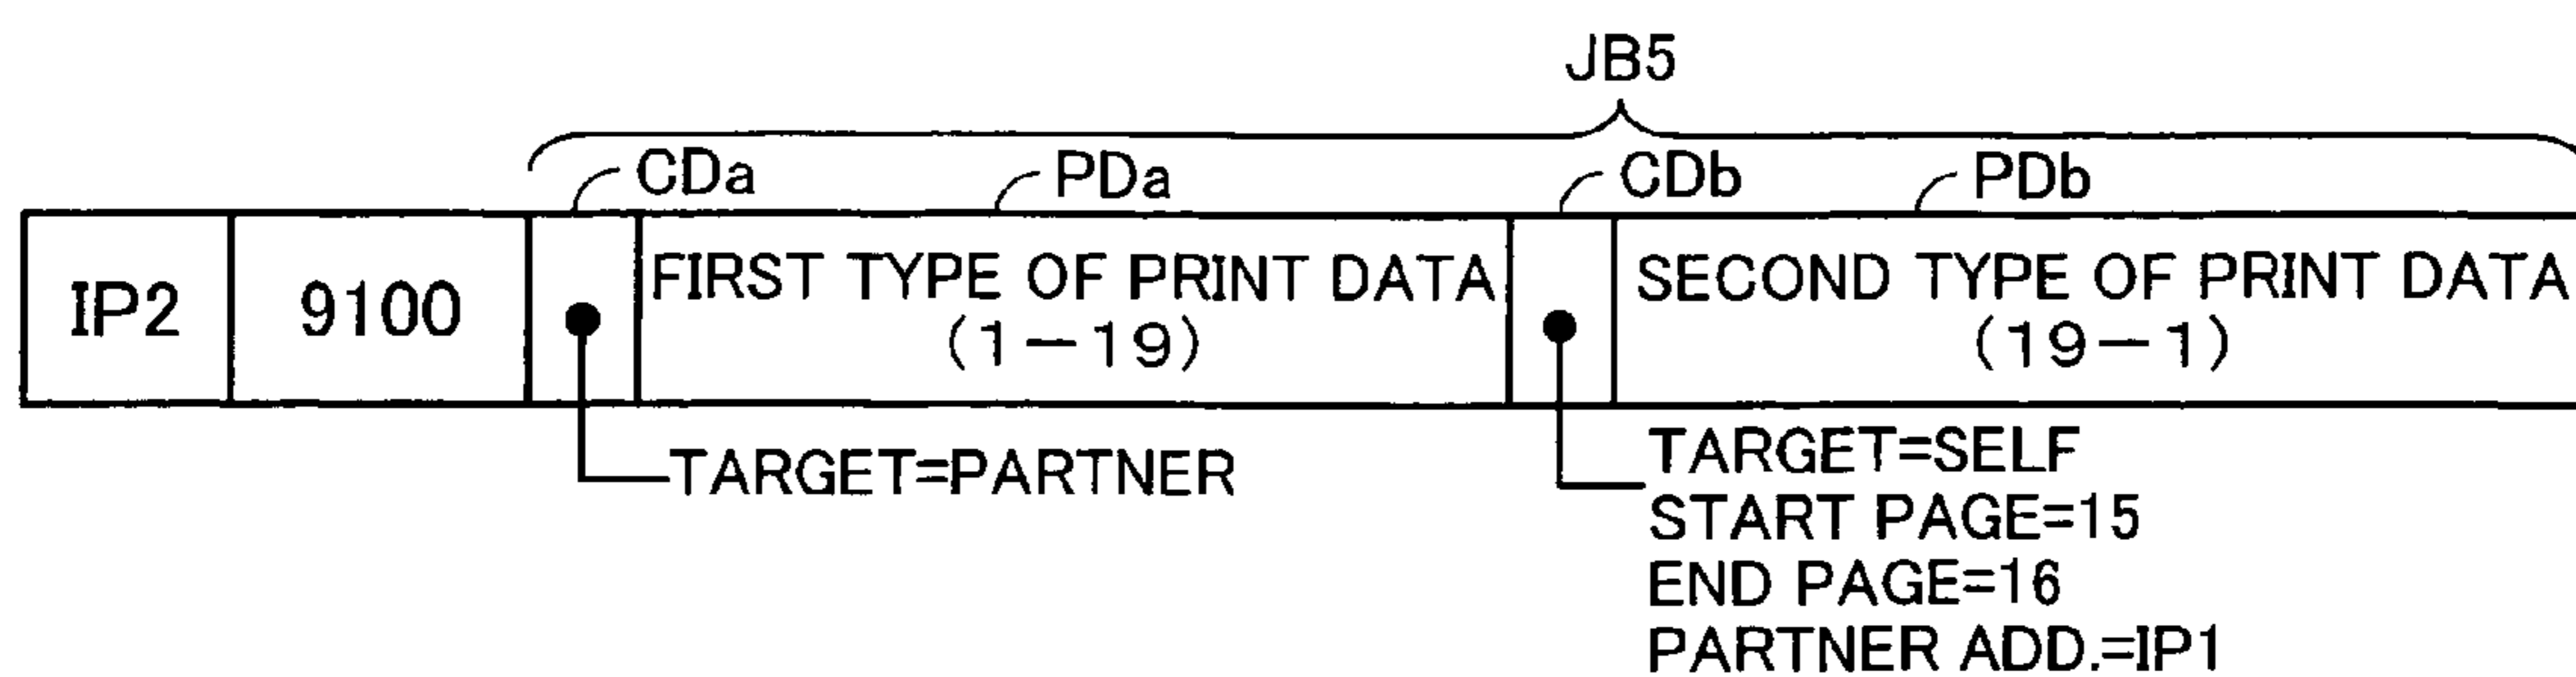 JB5
CDa
PDa
CDb
PDb
IP2
9100
FIRST TYPE OF PRINT DATA
(1−19)
SECOND TYPE OF PRINT DATA
(19−1)
TARGET=PARTNER
TARGET=SELF
START PAGE=15
END PAGE=16
PARTNER ADD.=IP1